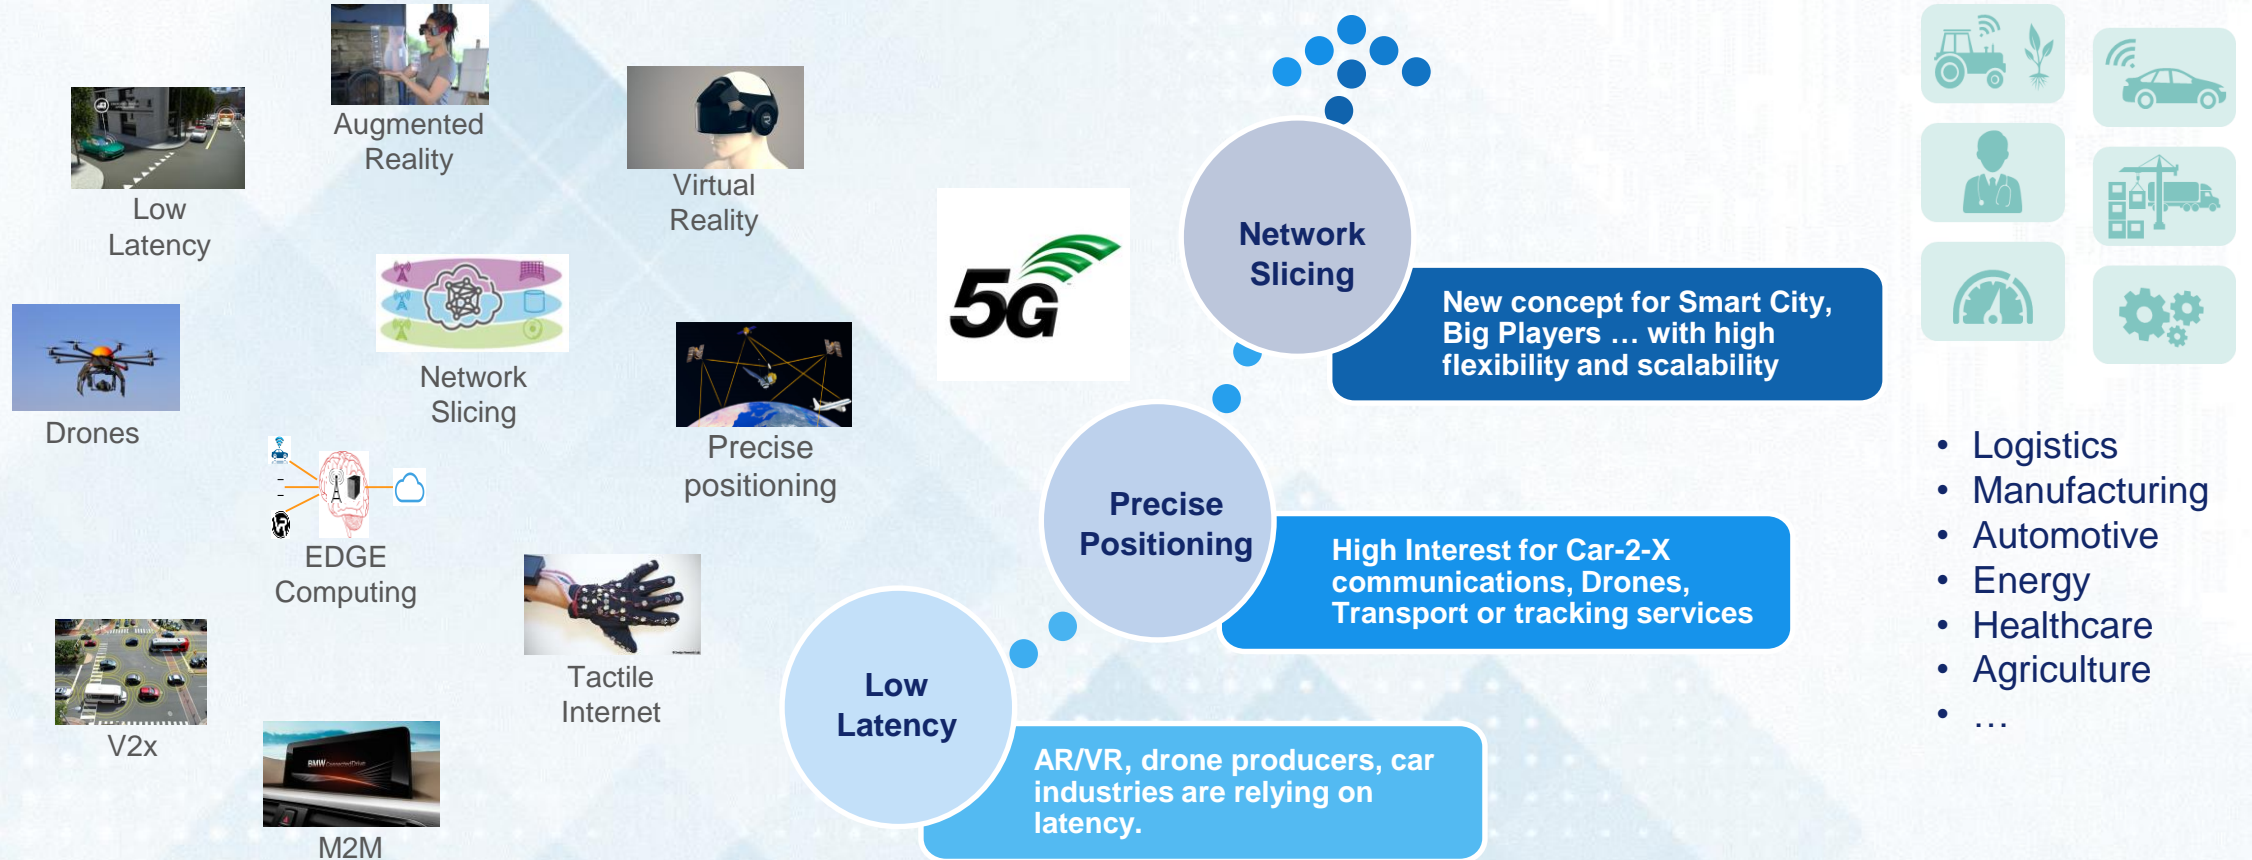 Augmented
Reality
Low
Latency
Virtual
Reality
Network
Slicing
Drones
Precise
positioning
EDGE
Computing
Tactile
Internet
V2x
BMW ConnectedDrive
M2M
5G
Network
Slicing
New concept for Smart City,
Big Players … with high
flexibility and scalability
Precise
Positioning
High Interest for Car-2-X
communications, Drones,
Transport or tracking services
Low
Latency
AR/VR, drone producers, car
industries are relying on
latency.
• Logistics
• Manufacturing
• Automotive
• Energy
• Healthcare
• Agriculture
• …